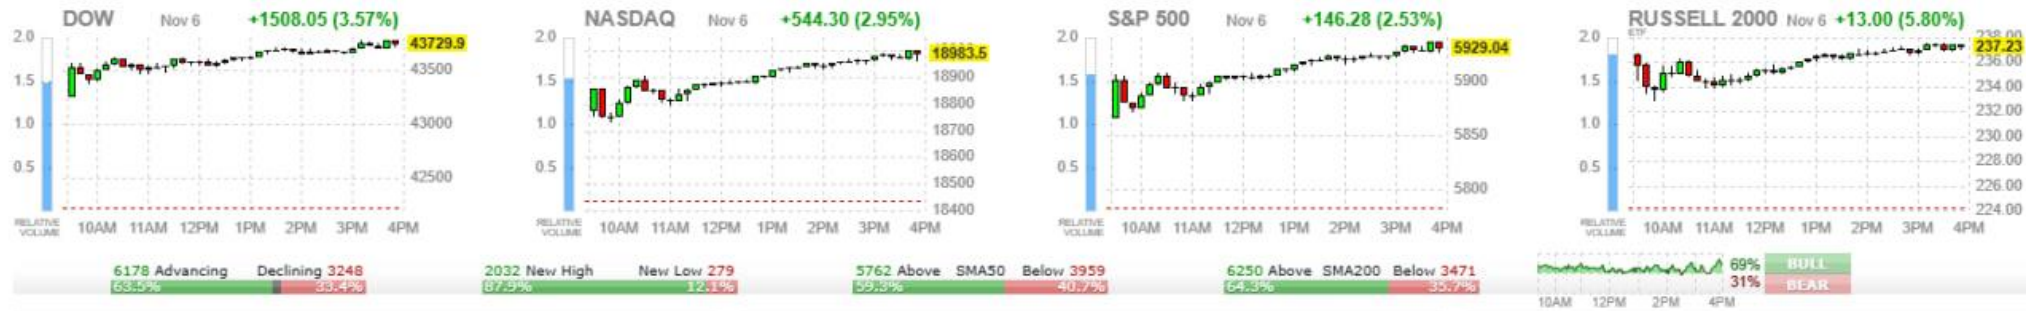 DOW Nov 6 +1508.05 (3.57%)
2.0
1.5
1.0
0.5
43729.9
43500
43000
42500
RELATIVE
VOLUME
10AM 11AM 12PM 1PM 2PM 3PM 4PM
NASDAQ Nov 6 +544.30 (2.95%)
2.0
1.5
1.0
0.5
18983.5
18900
18800
18700
18600
18500
18400
RELATIVE
VOLUME
10AM 11AM 12PM 1PM 2PM 3PM 4PM
S&P 500 Nov 6 +146.28 (2.53%)
2.0
1.5
1.0
0.5
5929.04
5900
5850
5800
RELATIVE
VOLUME
10AM 11AM 12PM 1PM 2PM 3PM 4PM
RUSSELL 2000 Nov 6 +13.00 (5.80%)
ETF
2.0
1.5
1.0
0.5
238.00
237.23
236.00
234.00
232.00
230.00
228.00
226.00
224.00
RELATIVE
VOLUME
10AM 11AM 12PM 1PM 2PM 3PM 4PM
6178 Advancing Declining 3248
63.5% 33.4%
2032 New High New Low 279
87.9% 12.1%
5762 Above SMA50 Below 3959
59.3% 40.7%
6250 Above SMA200 Below 3471
64.3% 35.7%
69% BULL
31% BEAR
10AM 12PM 2PM 4PM